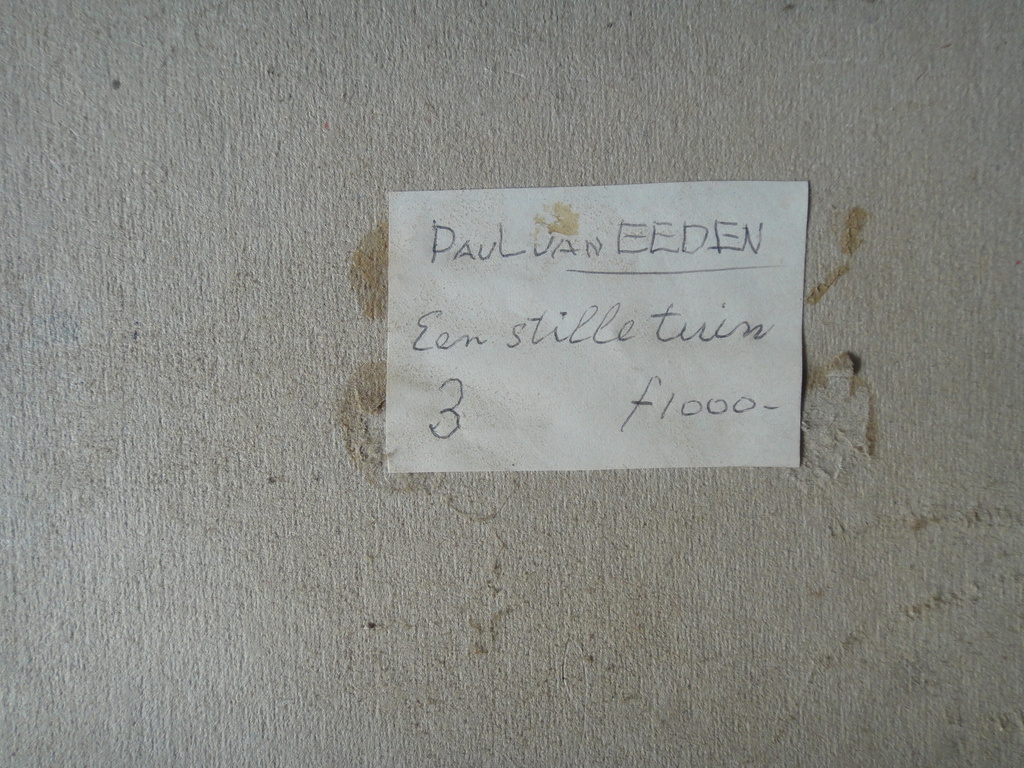 PAUL VAN EEDEN
Een stille tuin
3 f1000-